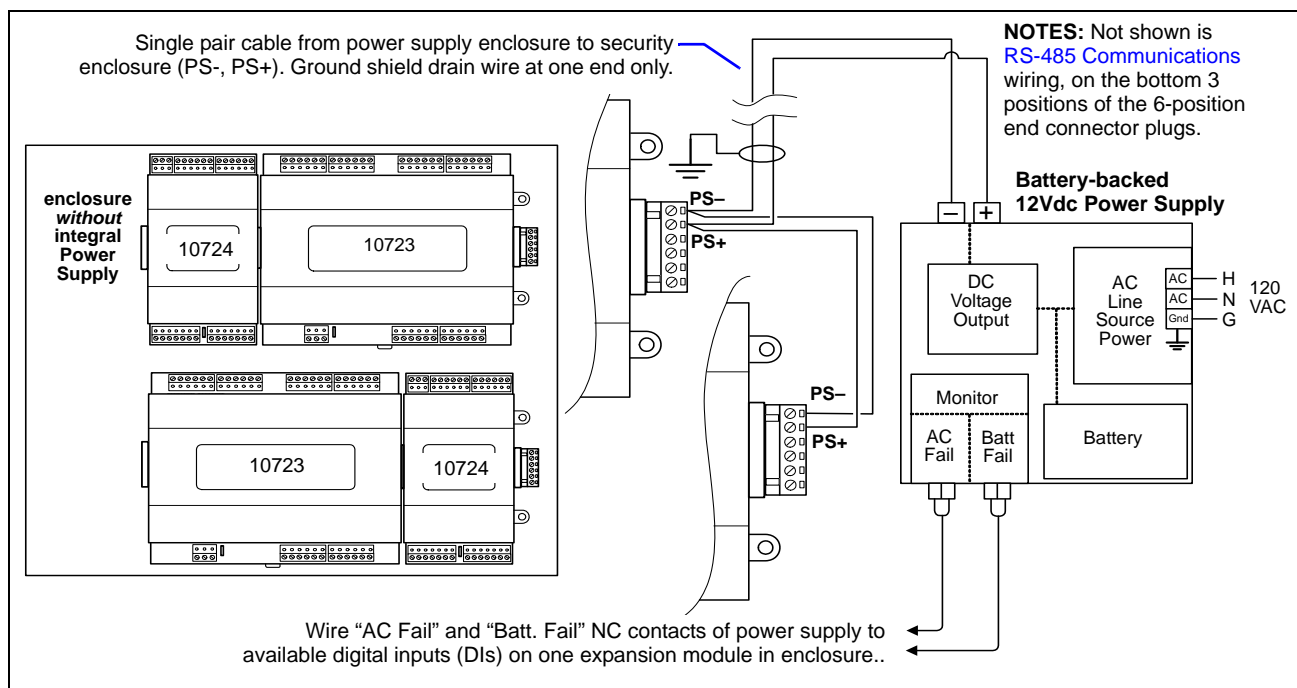 Single pair cable from power supply enclosure to security
enclosure (PS-, PS+). Ground shield drain wire at one end only.
NOTES: Not shown is
RS-485 Communications
wiring, on the bottom 3
positions of the 6-position
end connector plugs.
enclosure
without
integral
Power
Supply
10724
10723
10723
10724
PS–
PS+
PS–
PS+
Battery-backed
12Vdc Power Supply
– +
DC
Voltage
Output
AC
Line
Source
Power
AC
AC
Gnd
H
N
G
120
VAC
Monitor
AC
Fail
Batt
Fail
Battery
Wire “AC Fail” and “Batt. Fail” NC contacts of power supply to
available digital inputs (DIs) on one expansion module in enclosure..